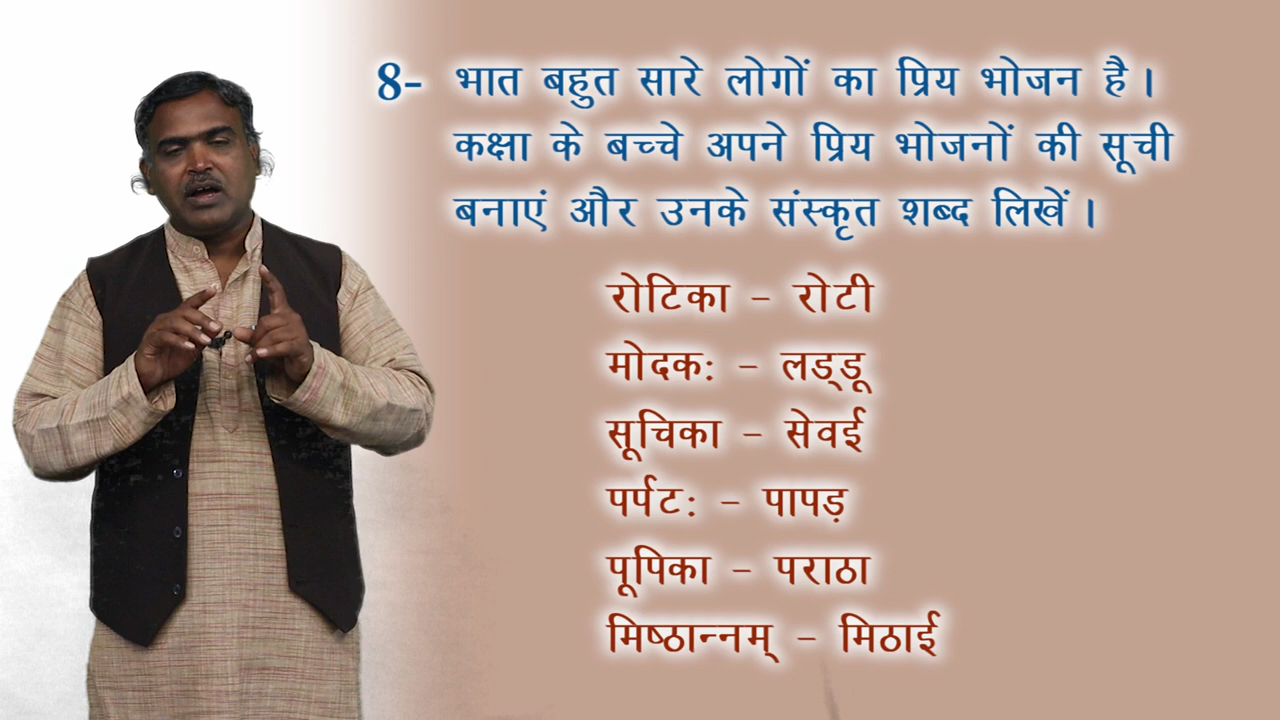 8- भात बहुत सारे लोगों का प्रिय भोजन है।
कक्षा के बच्चे अपने प्रिय भोजनों की सूची
बनाएं और उनके संस्कृत शब्द लिखें।
रोटिका – रोटी
मोदकः – लड्डू
सूचिका – सेवई
पर्पटः – पापड़
पूपिका – पराठा
मिष्ठान्नम् – मिठाई